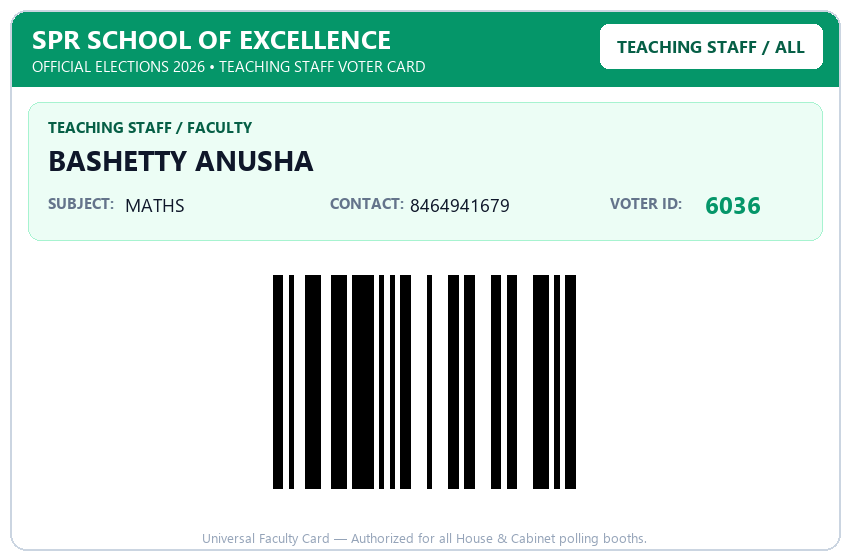 SPR SCHOOL OF EXCELLENCE
OFFICIAL ELECTIONS 2026 • TEACHING STAFF VOTER CARD
TEACHING STAFF / ALL
TEACHING STAFF / FACULTY
BASHETTY ANUSHA
SUBJECT: MATHS CONTACT: 8464941679 VOTER ID: 6036
Universal Faculty Card — Authorized for all House & Cabinet polling booths.